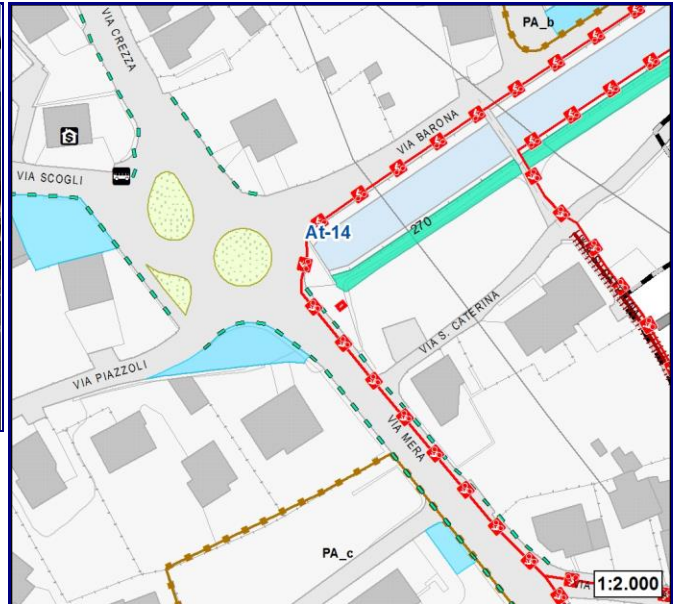 PA_b
VIA CREZZA
VIA BARONA
VIA SCOGLI
At-14
270
VIA S. CATERINA
VIA PIAZZOLI
VIA MERA
PA_c
VIA
1:2.000